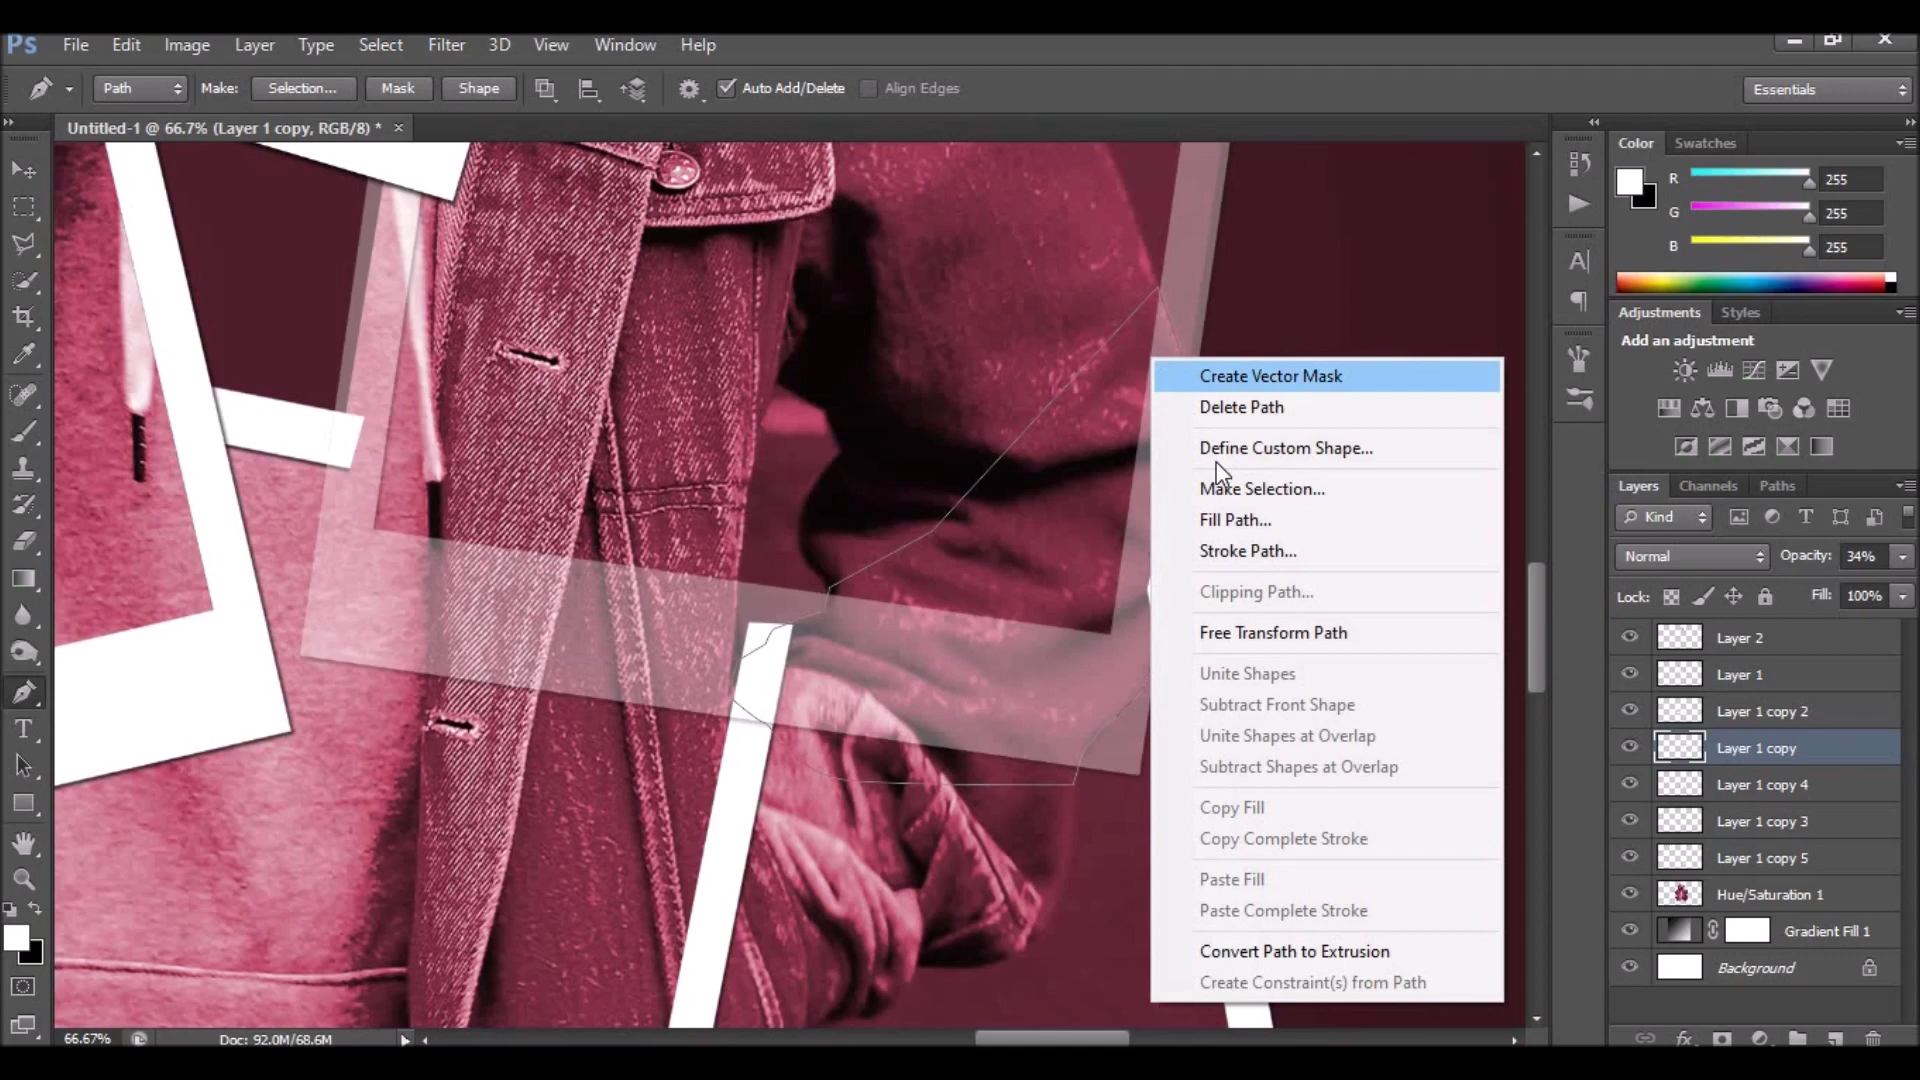 Ps File Edit Image Layer Type Select Filter 3D View Window Help
Path Make: Selection... Mask Shape Auto Add/Delete Align Edges Essentials
Untitled-1 @ 66.7% (Layer 1 copy, RGB/8) * ×
Color Swatches
R 255
G 255
B 255
Adjustments Styles
Add an adjustment
Create Vector Mask
Delete Path
Define Custom Shape...
Make Selection...
Fill Path...
Stroke Path...
Clipping Path...
Free Transform Path
Unite Shapes
Subtract Front Shape
Unite Shapes at Overlap
Subtract Shapes at Overlap
Copy Fill
Copy Complete Stroke
Paste Fill
Paste Complete Stroke
Convert Path to Extrusion
Create Constraint(s) from Path
Layers Channels Paths
Kind
Normal Opacity: 34%
Lock: Fill: 100%
Layer 2
Layer 1
Layer 1 copy 2
Layer 1 copy
Layer 1 copy 4
Layer 1 copy 3
Layer 1 copy 5
Hue/Saturation 1
Gradient Fill 1
Background
66.67% Doc: 92.0M/68.6M